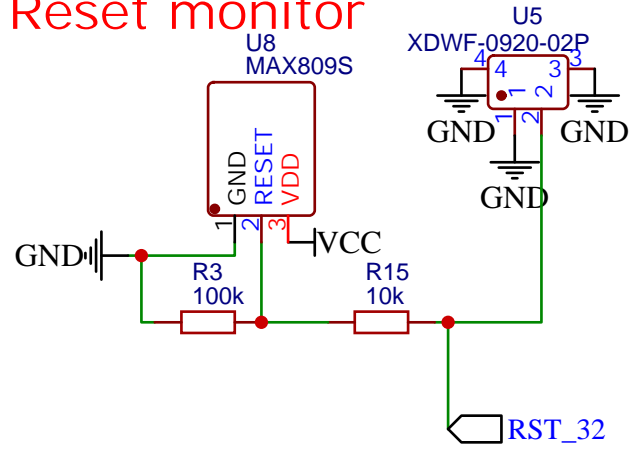 Reset monitor
U8
MAX809S
U5
XDWF-0920-02P
4
3
4
3
1
2
1
2
GND
GND
GND
GND
RESET
VDD
1
2
3
VCC
GND
R3
100k
R15
10k
RST_32